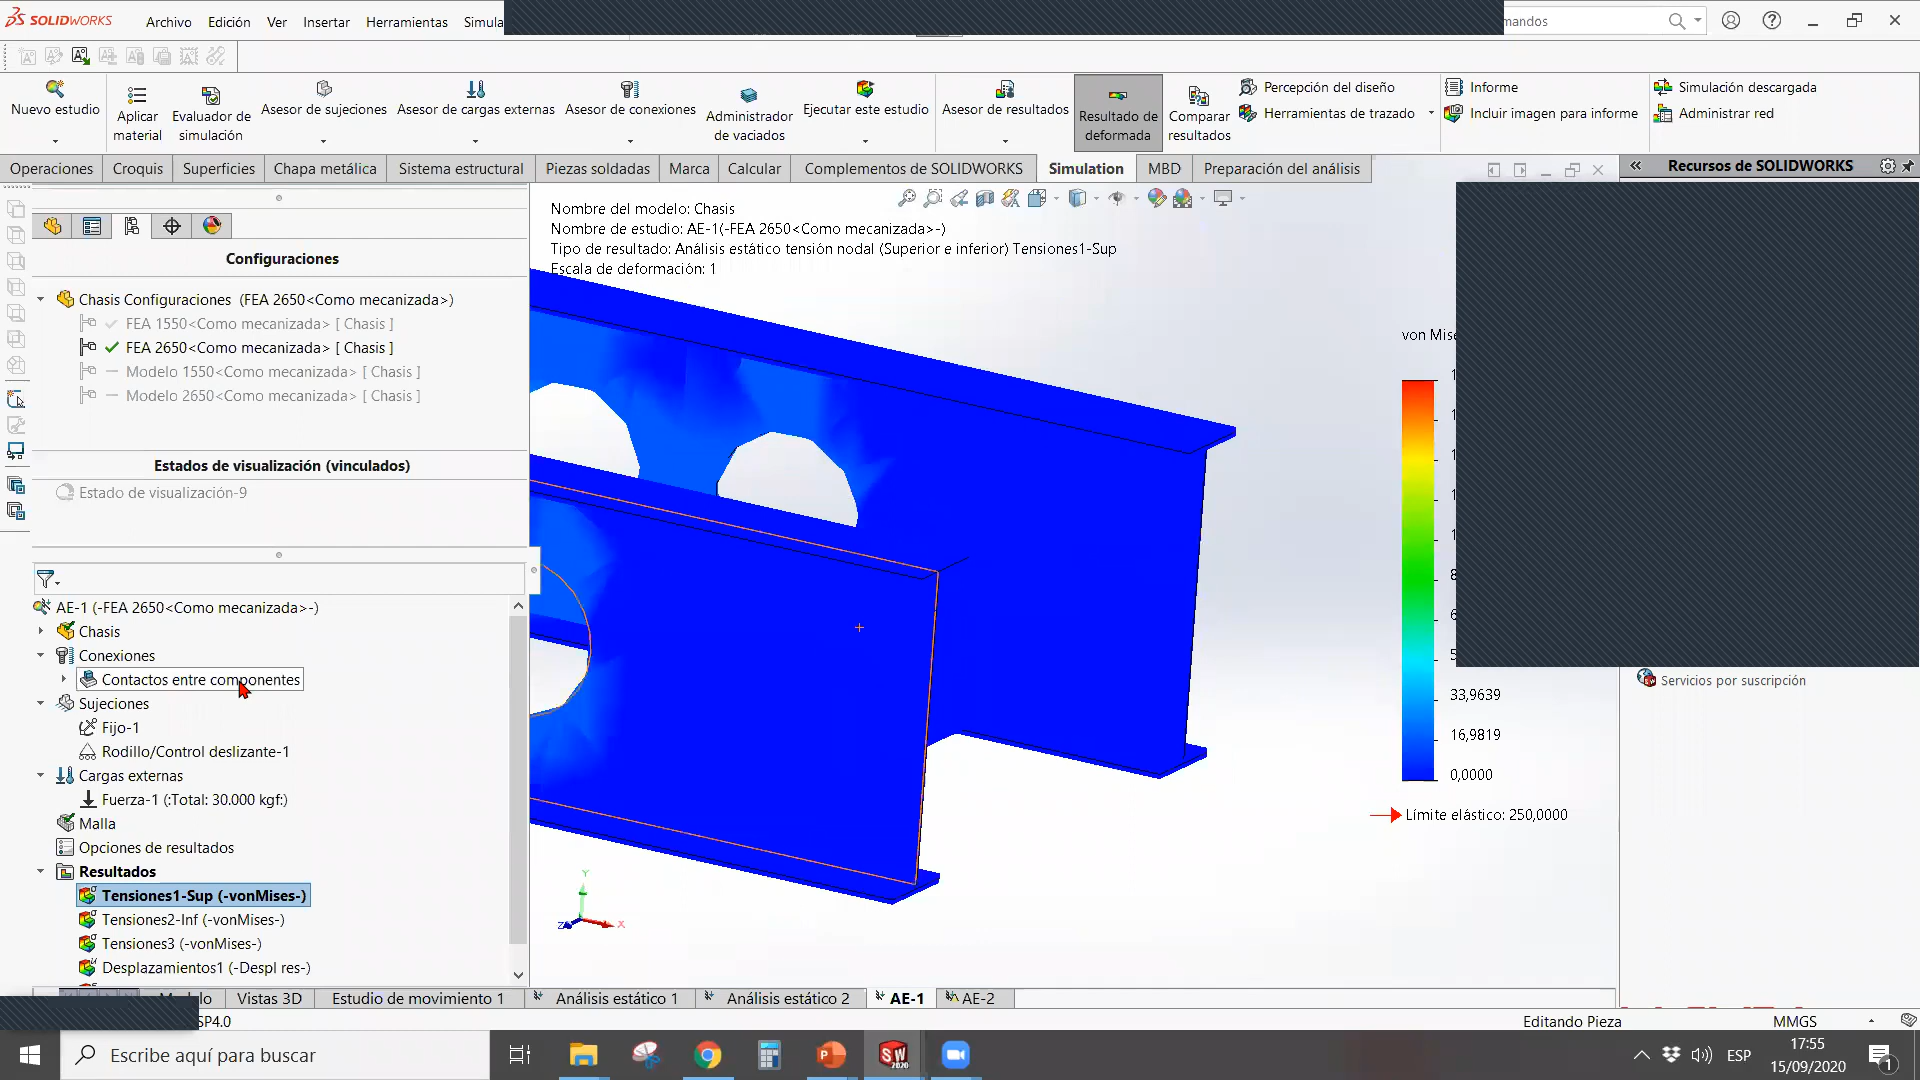 SOLIDWORKS
Archivo Edición Ver Insertar Herramientas
Nuevo estudio
Aplicar material
Evaluador de simulación
Asesor de sujeciones
Asesor de cargas externas
Asesor de conexiones
Administrador de vaciados
Ejecutar este estudio
Asesor de resultados
Resultado de deformada
Comparar resultados
Percepción del diseño
Herramientas de trazado
Informe
Incluir imagen para informe
Simulación descargada
Administrar red
Operaciones Croquis Superficies Chapa metálica Sistema estructural Piezas soldadas Marca Calcular Complementos de SOLIDWORKS Simulation MBD Preparación del análisis
Recursos de SOLIDWORKS
Configuraciones
Chasis Configuraciones (FEA 2650<Como mecanizada>)
FEA 1550<Como mecanizada> [ Chasis ]
FEA 2650<Como mecanizada> [ Chasis ]
Modelo 1550<Como mecanizada> [ Chasis ]
Modelo 2650<Como mecanizada> [ Chasis ]
Estados de visualización (vinculados)
Estado de visualización-9
AE-1 (-FEA 2650<Como mecanizada>-)
Chasis
Conexiones
Contactos entre componentes
Sujeciones
Fijo-1
Rodillo/Control deslizante-1
Cargas externas
Fuerza-1 (:Total: 30.000 kgf:)
Malla
Opciones de resultados
Resultados
Tensiones1-Sup (-vonMises-)
Tensiones2-Inf (-vonMises-)
Tensiones3 (-vonMises-)
Desplazamientos1 (-Despl res-)
Nombre del modelo: Chasis
Nombre de estudio: AE-1(-FEA 2650<Como mecanizada>-)
Tipo de resultado: Análisis estático tensión nodal (Superior e inferior) Tensiones1-Sup
Escala de deformación: 1
von
33,9639
16,9819
0,0000
Límite elástico: 250,0000
Y
Z
X
Servicios por suscripción
Vistas 3D Estudio de movimiento 1 Análisis estático 1 Análisis estático 2 AE-1 AE-2
SP4.0
Editando Pieza
MMGS
Escribe aquí para buscar
SW
2020
ESP
17:55
15/09/2020
1